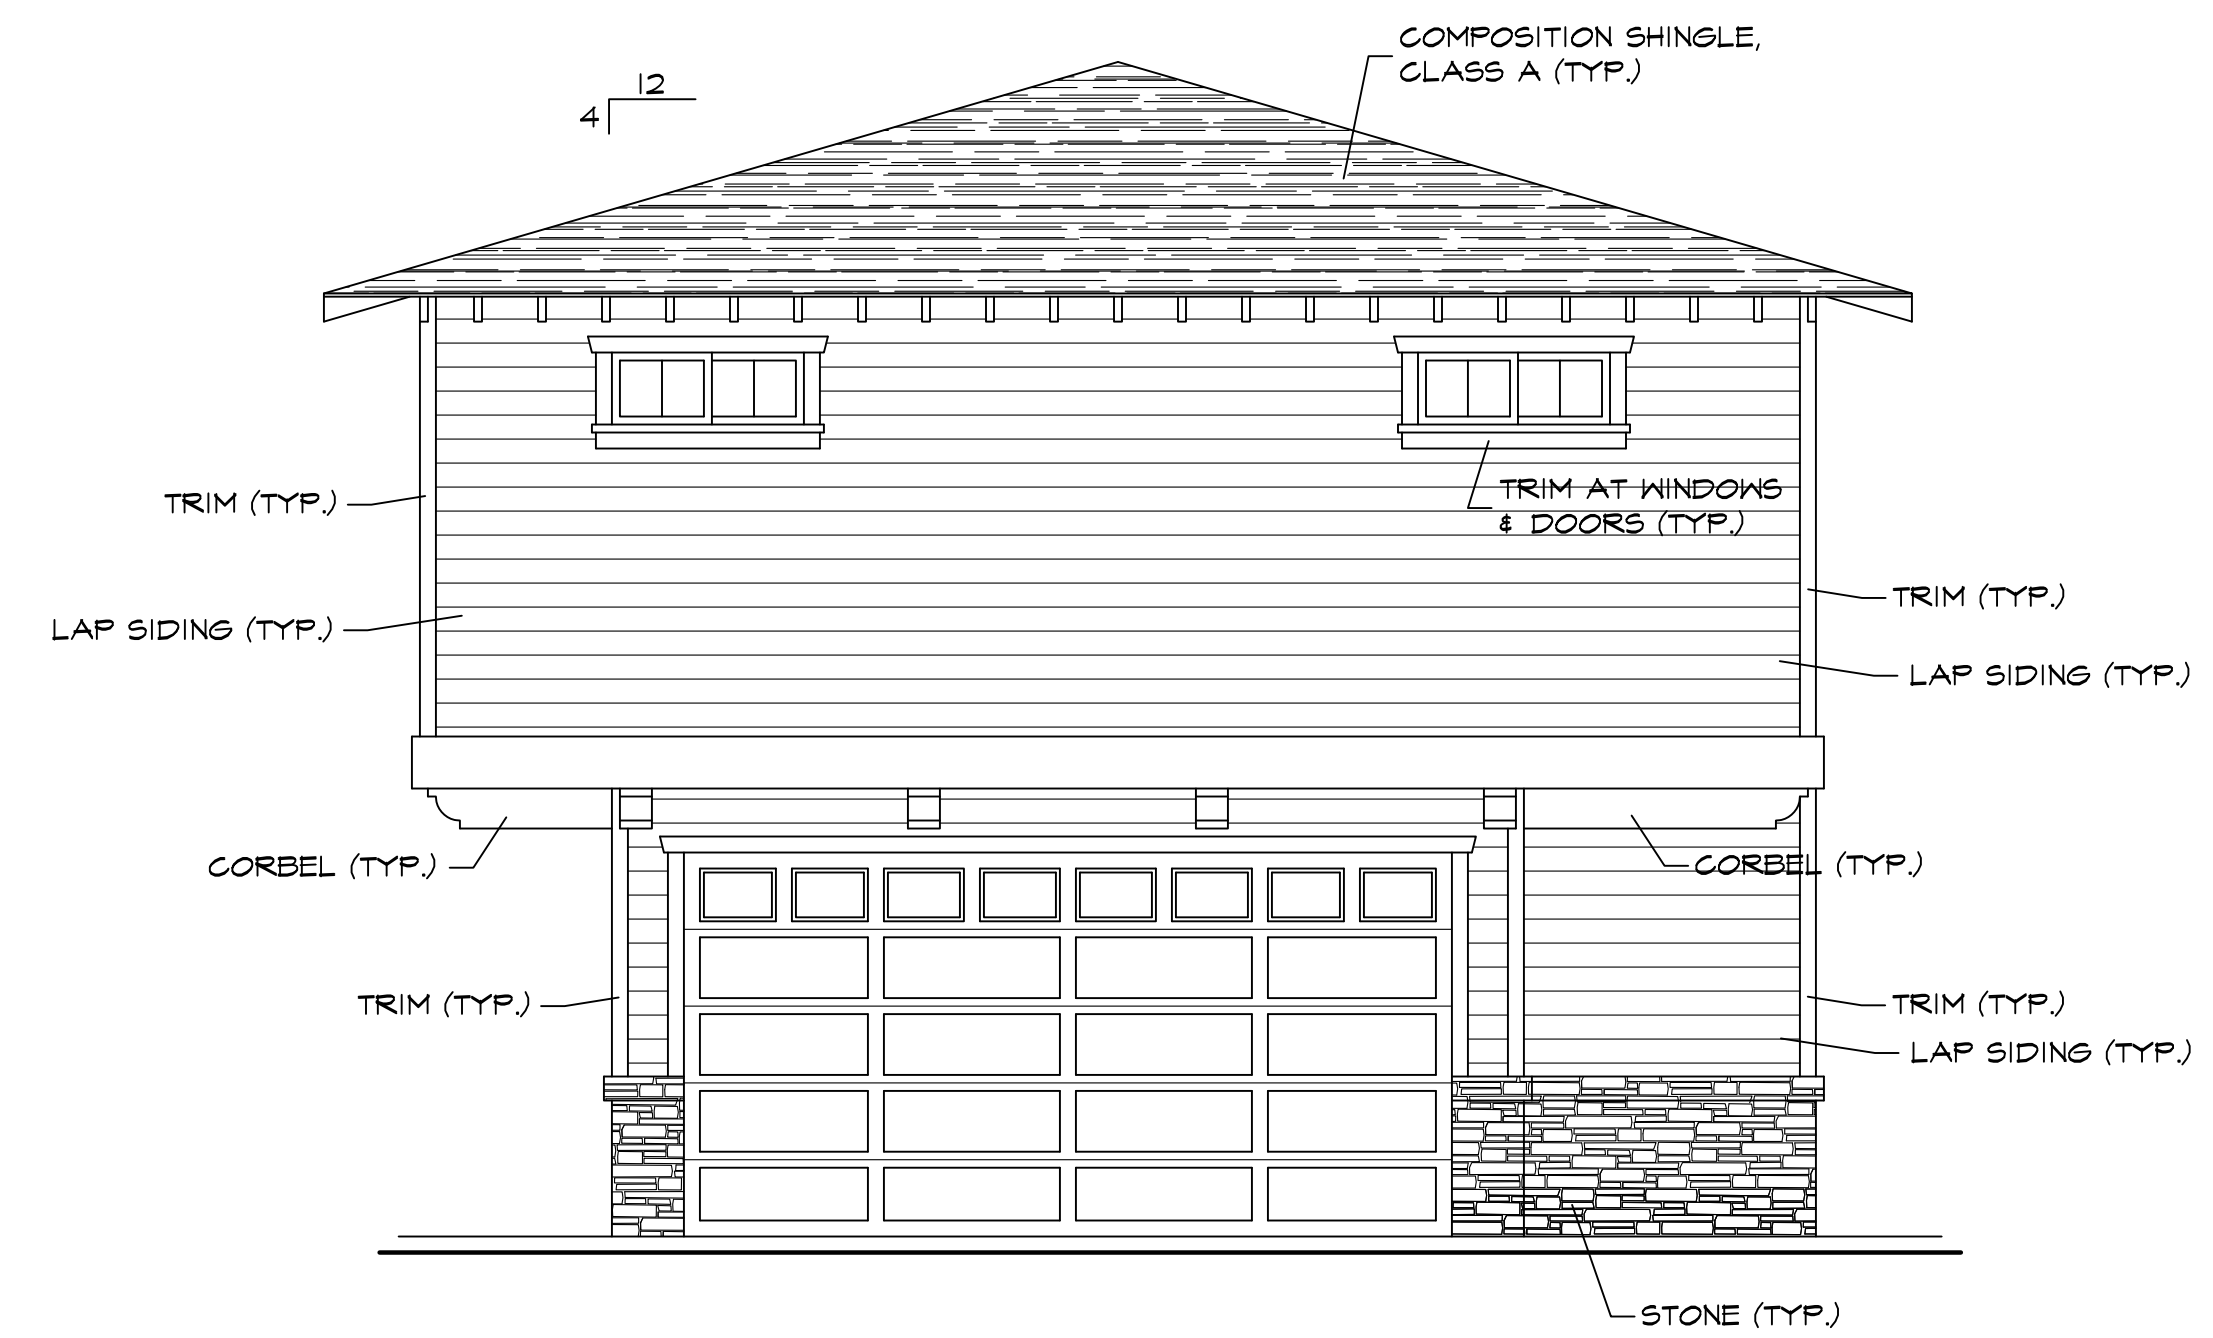 COMPOSITION SHINGLE,
CLASS A (TYP.)
12
4
TRIM AT WINDOWS
& DOORS (TYP.)
TRIM (TYP.)
TRIM (TYP.)
LAP SIDING (TYP.)
LAP SIDING (TYP.)
CORBEL (TYP.)
CORBEL (TYP.)
TRIM (TYP.)
TRIM (TYP.)
LAP SIDING (TYP.)
STONE (TYP.)